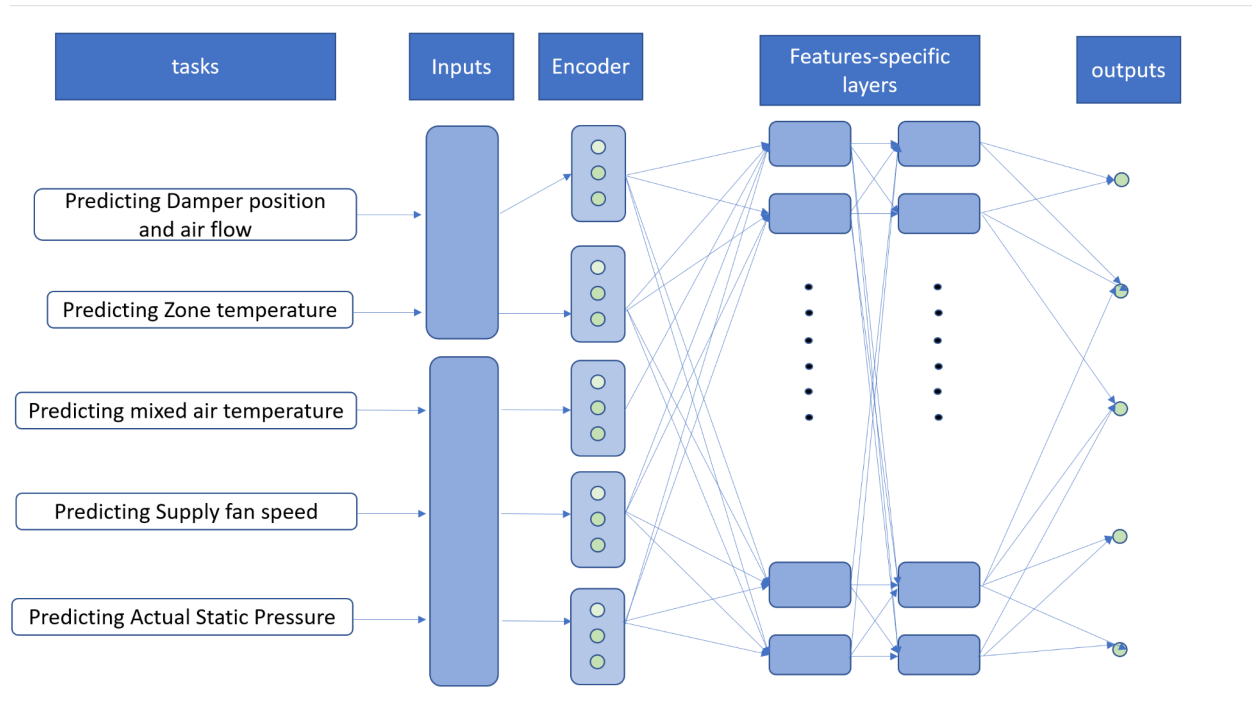 tasks
Inputs
Encoder
Features-specific
layers
outputs
Predicting Damper position
and air flow
Predicting Zone temperature
Predicting mixed air temperature
Predicting Supply fan speed
Predicting Actual Static Pressure